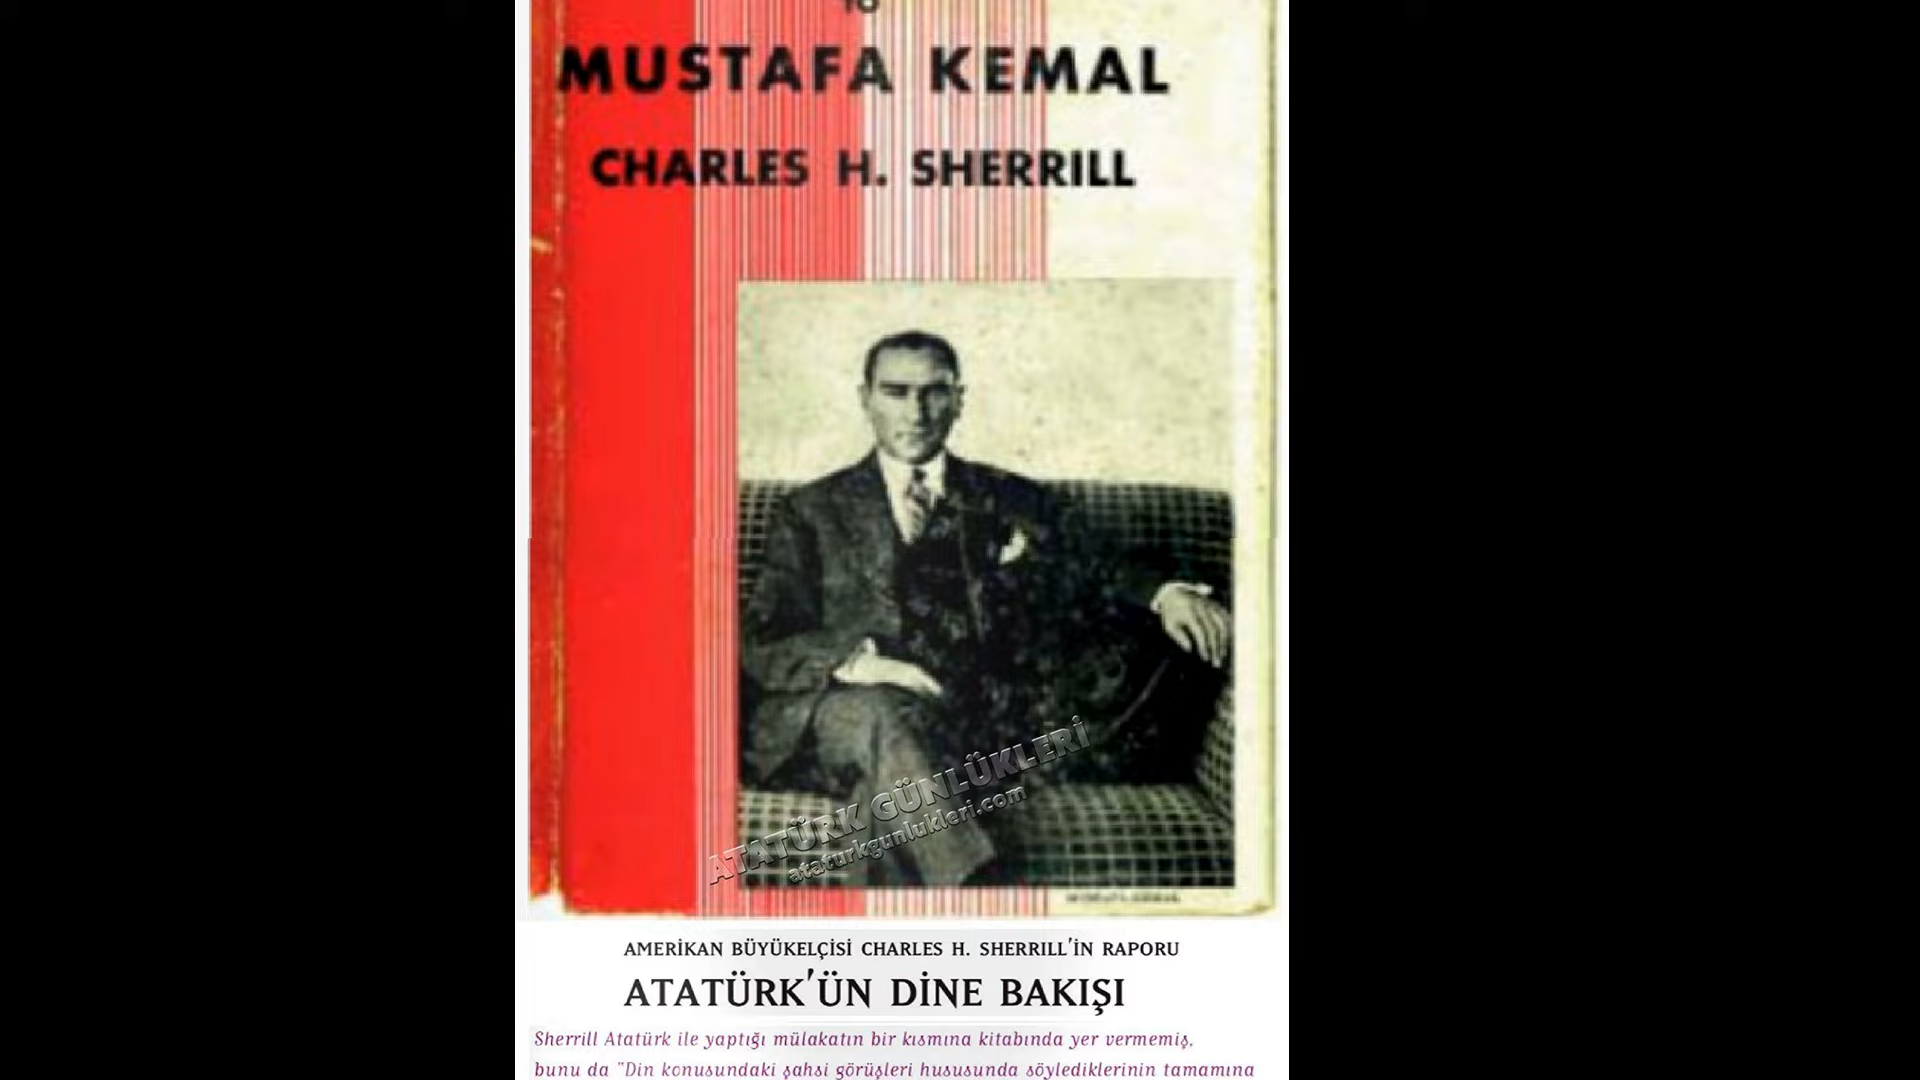 TO
MUSTAFA KEMAL
CHARLES H. SHERRILL
ATATÜRK GÜNLÜKLERİ
ataturkgunlukleri.com
AMERİKAN BÜYÜKELÇİSİ CHARLES H. SHERRILL'İN RAPORU
ATATÜRK'ÜN DİNE BAKIŞI
Sherrill Atatürk ile yaptığı mülakatın bir kısmına kitabında yer vermemiş,
bunu da "Din konusundaki şahsi görüşleri hususunda söylediklerinin tamamına